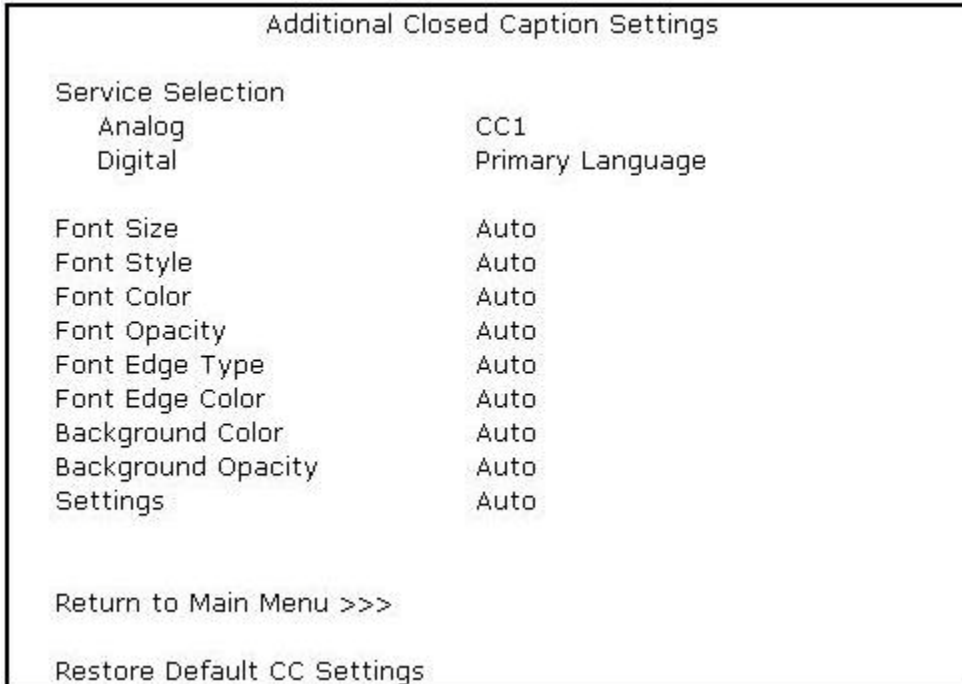 Additional Closed Caption Settings
Service Selection
Analog CC1
Digital Primary Language
Font Size Auto
Font Style Auto
Font Color Auto
Font Opacity Auto
Font Edge Type Auto
Font Edge Color Auto
Background Color Auto
Background Opacity Auto
Settings Auto
Return to Main Menu >>>
Restore Default CC Settings